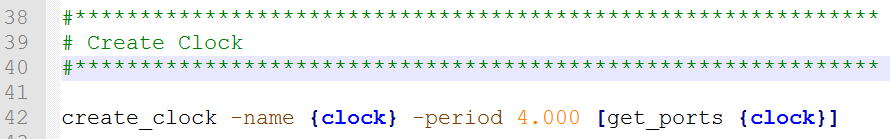 38 #**************************************************************
39 # Create Clock
40 #**************************************************************
41
42 create_clock -name {clock} -period 4.000 [get_ports {clock}]